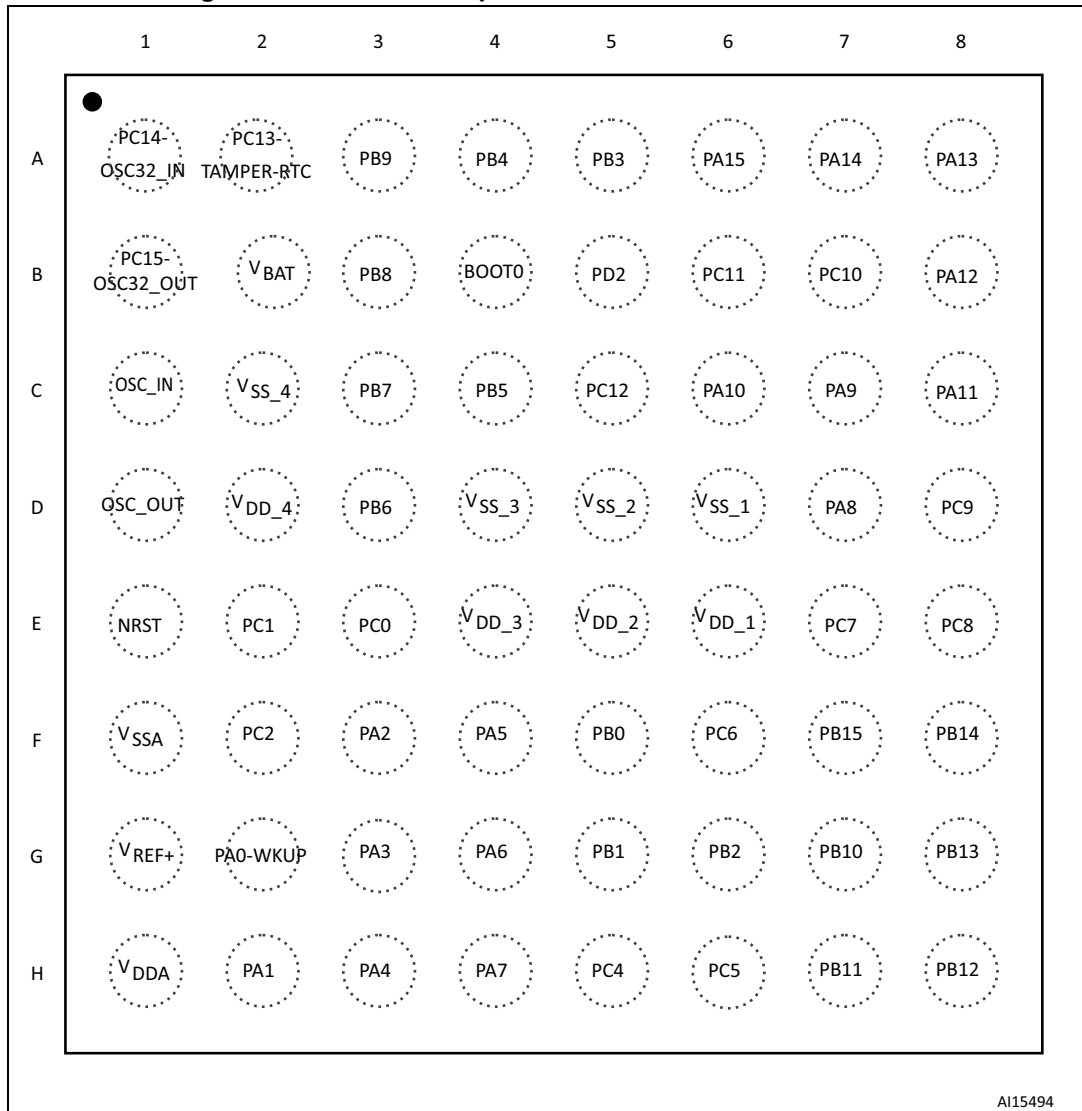 1 2 3 4 5 6 7 8
A
PC14-
OSC32_IN
PC13-
TAMPER-RTC
PB9 PB4 PB3 PA15 PA14 PA13
B
PC15-
OSC32_OUT
VBAT PB8 BOOT0 PD2 PC11 PC10 PA12
C OSC_IN VSS_4 PB7 PB5 PC12 PA10 PA9 PA11
D OSC_OUT VDD_4 PB6 VSS_3 VSS_2 VSS_1 PA8 PC9
E NRST PC1 PC0 VDD_3 VDD_2 VDD_1 PC7 PC8
F VSSA PC2 PA2 PA5 PB0 PC6 PB15 PB14
G VREF+ PA0-WKUP PA3 PA6 PB1 PB2 PB10 PB13
H VDDA PA1 PA4 PA7 PC4 PC5 PB11 PB12
AI15494